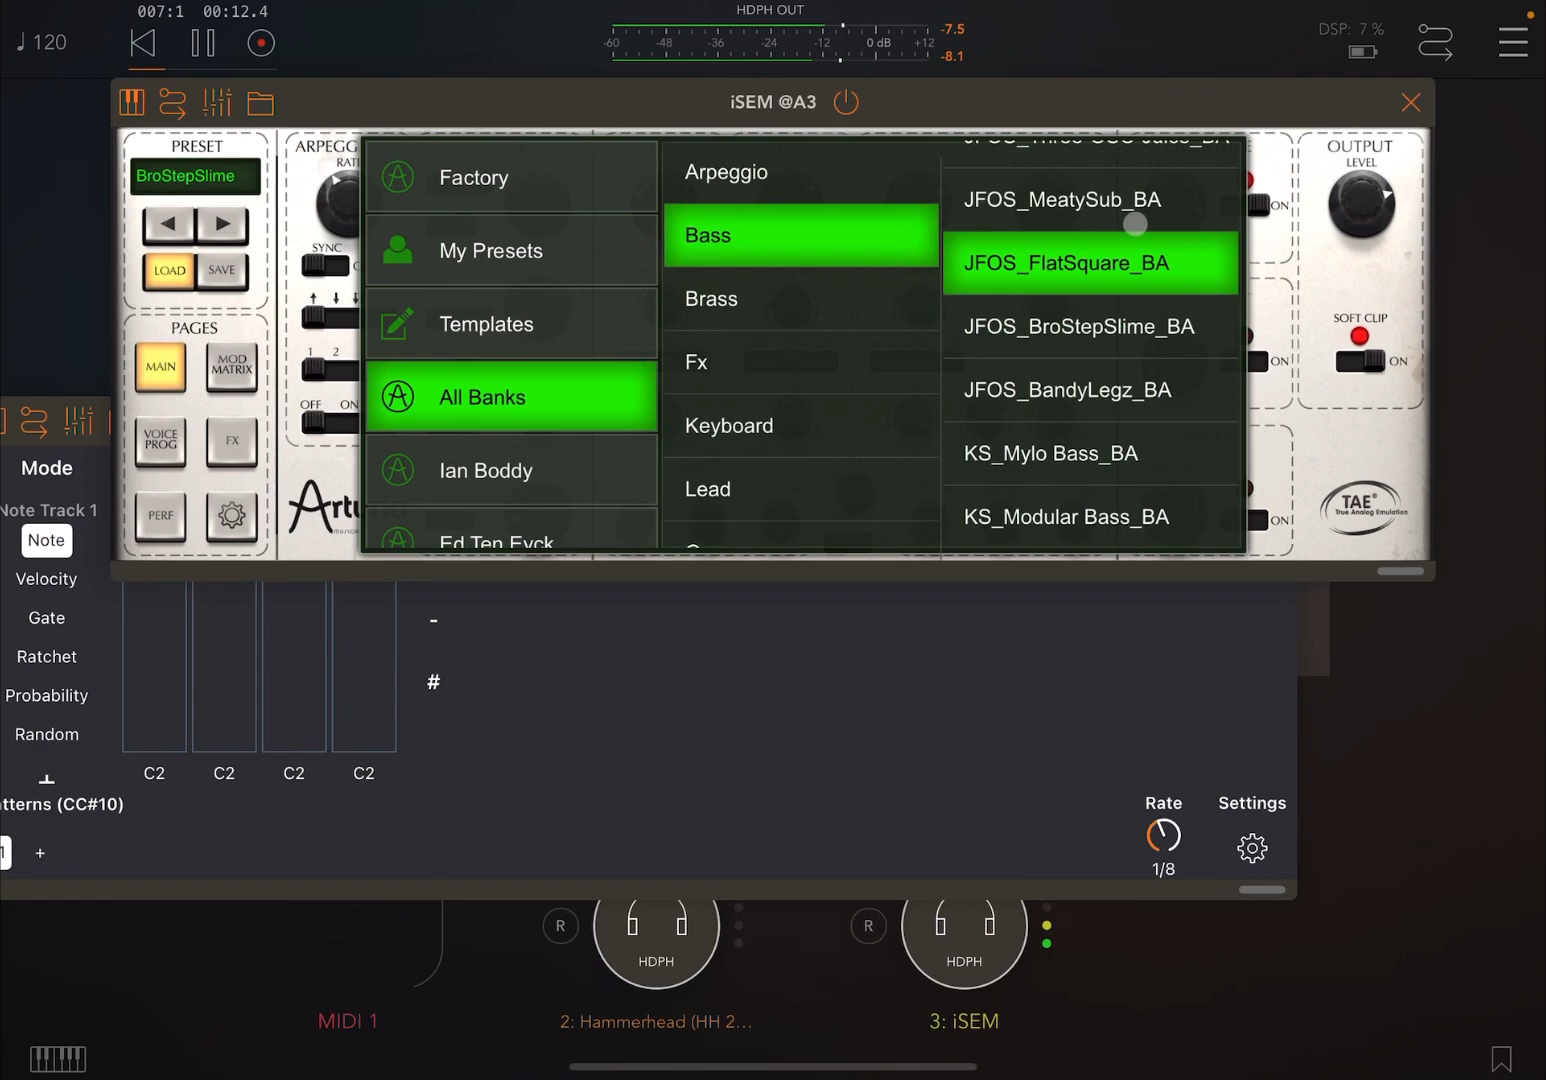 007:1 00:12.4
♩ 120
HDPH OUT
-60 -48 -36 -24 -12 0 dB +12
-7.5
-8.1
DSP: 7 %
iSEM @A3
PRESET
BroStepSlime
LOAD SAVE
PAGES
MAIN
MOD
MATRIX
VOICE
PROG
FX
PERF
ARPEGG
SYNC
1 2
OFF ON
Factory
My Presets
Templates
All Banks
Ian Boddy
Ed Ten Eyck
Arpeggio
Bass
Brass
Fx
Keyboard
Lead
JFOS_MeatySub_BA
JFOS_FlatSquare_BA
JFOS_BroStepSlime_BA
JFOS_BandyLegz_BA
KS_Mylo Bass_BA
KS_Modular Bass_BA
ON
ON
ON
OUTPUT
LEVEL
SOFT CLIP
ON
TAE®
True Analog Emulation
Mode
Note Track 1
Note
Velocity
Gate
Ratchet
Probability
Random
C2 C2 C2 C2
-
#
tterns (CC#10)
1 +
Rate
1/8
Settings
R
HDPH
R
HDPH
MIDI 1
2: Hammerhead (HH 2...
3: iSEM